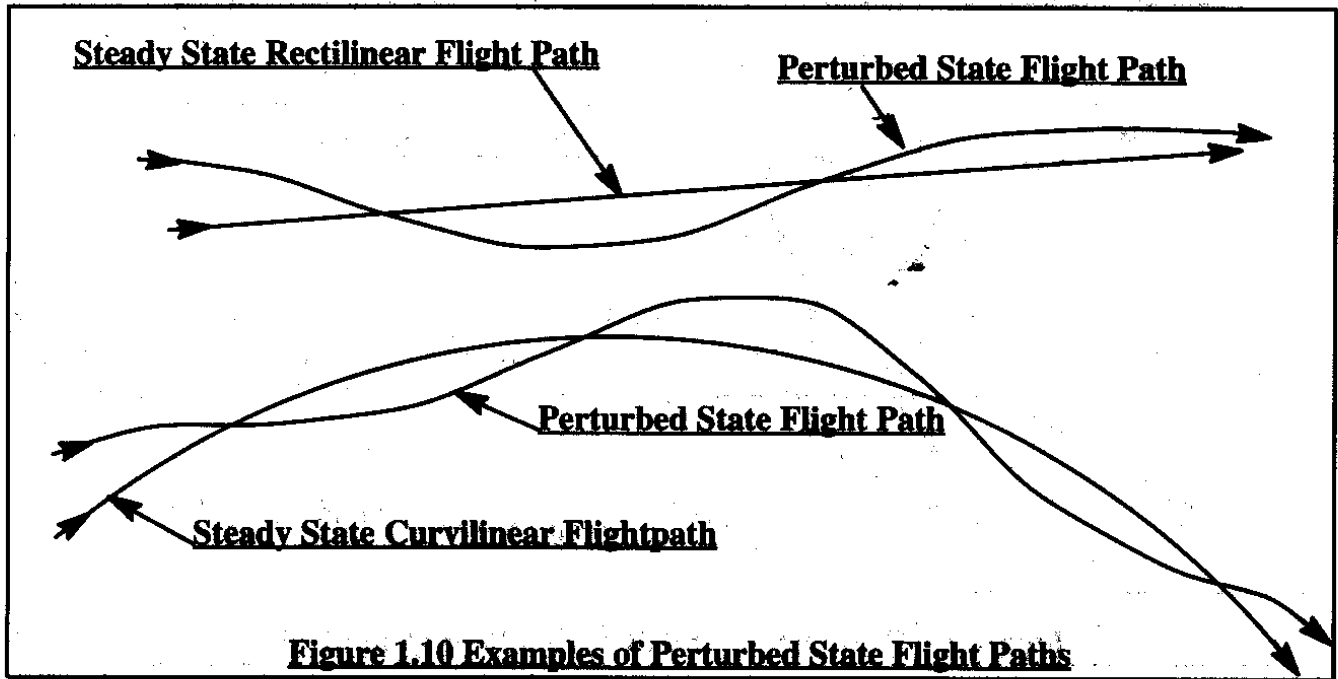 Steady State Rectilinear Flight Path
Perturbed State Flight Path
Perturbed State Flight Path
Steady State Curvilinear Flightpath
Figure 1.10 Examples of Perturbed State Flight Paths